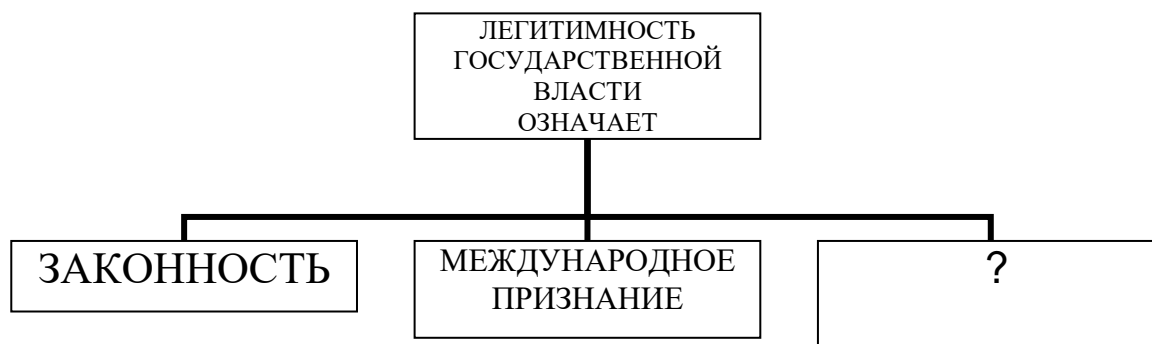 ЛЕГИТИМНОСТЬ
ГОСУДАРСТВЕННОЙ
ВЛАСТИ
ОЗНАЧАЕТ
ЗАКОННОСТЬ
МЕЖДУНАРОДНОЕ
ПРИЗНАНИЕ
?